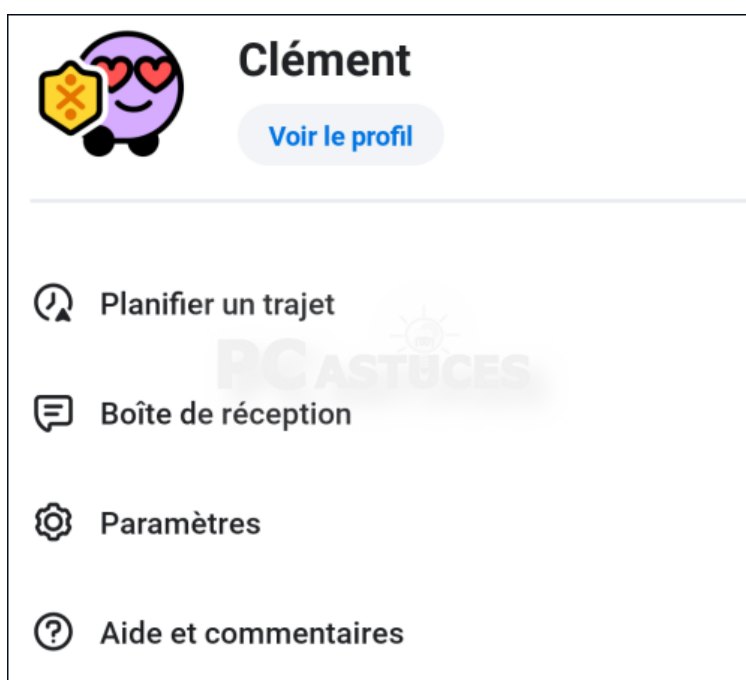 Clément
Voir le profil
Planifier un trajet
PC ASTUCES
Boîte de réception
Paramètres
Aide et commentaires